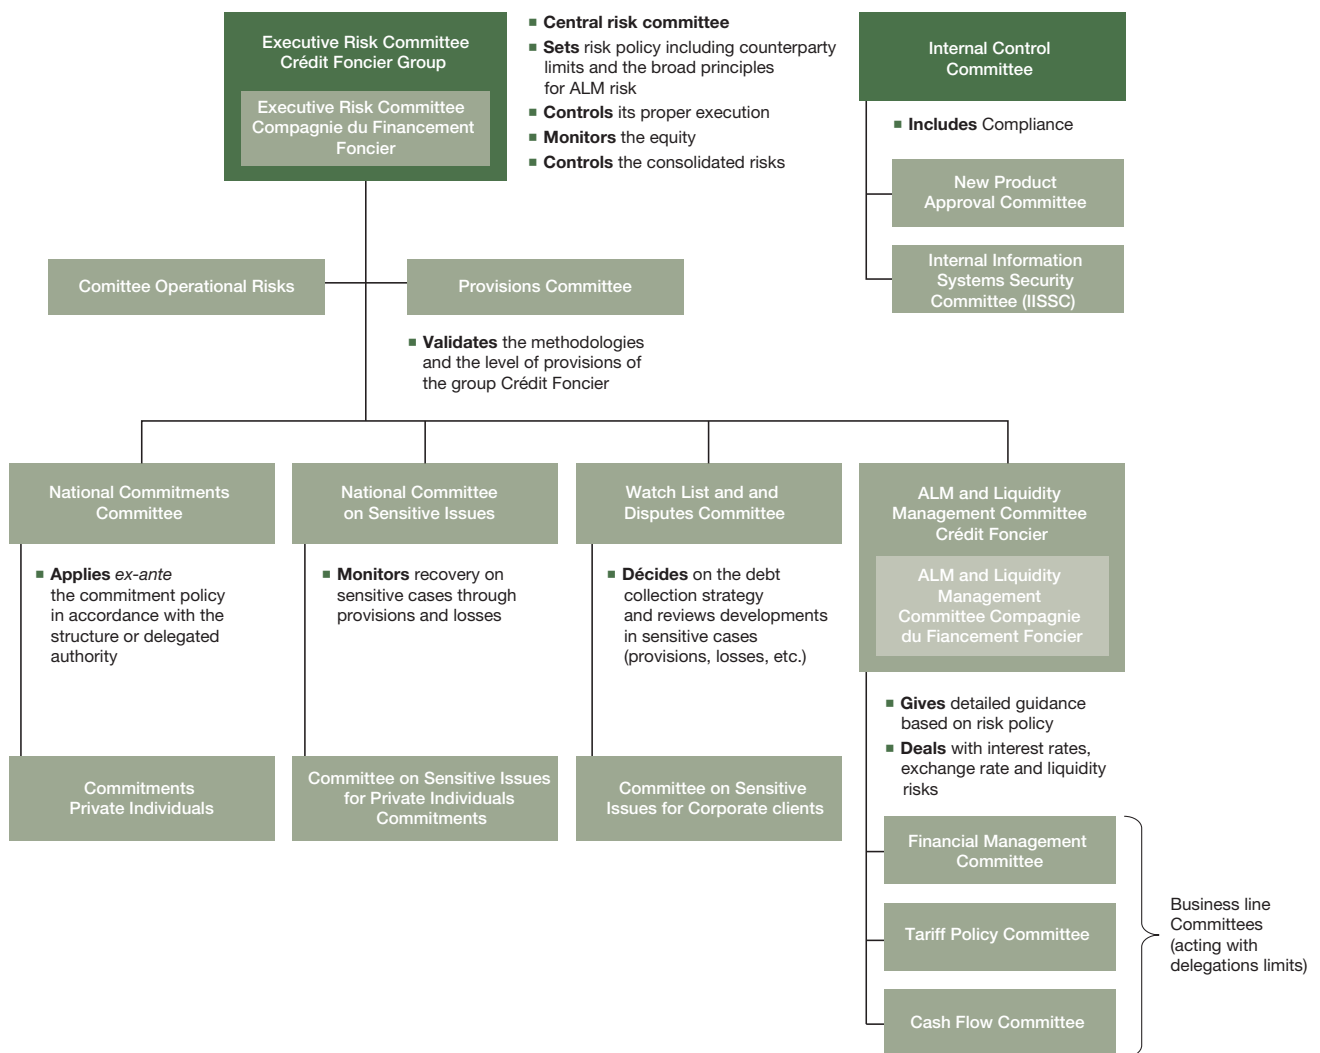 Executive Risk Committee
Crédit Foncier Group
Executive Risk Committee
Compagnie du Financement
Foncier
■ Central risk committee
■ Sets risk policy including counterparty
limits and the broad principles
for ALM risk
■ Controls its proper execution
■ Monitors the equity
■ Controls the consolidated risks
Internal Control
Committee
■ Includes Compliance
New Product
Approval Committee
Internal Information
Systems Security
Committee (IISSC)
Comittee Operational Risks
Provisions Committee
■ Validates the methodologies
and the level of provisions of
the group Crédit Foncier
National Commitments
Committee
■ Applies ex-ante
the commitment policy
in accordance with the
structure or delegated
authority
Commitments
Private Individuals
National Committee
on Sensitive Issues
■ Monitors recovery on
sensitive cases through
provisions and losses
Committee on Sensitive Issues
for Private Individuals
Commitments
Watch List and and
Disputes Committee
■ Décides on the debt
collection strategy
and reviews developments
in sensitive cases
(provisions, losses, etc.)
Committee on Sensitive
Issues for Corporate clients
ALM and Liquidity
Management Committee
Crédit Foncier
ALM and Liquidity
Management
Committee Compagnie
du Fiancement Foncier
■ Gives detailed guidance
based on risk policy
■ Deals with interest rates,
exchange rate and liquidity
risks
Financial Management
Committee
Tariff Policy Committee
Cash Flow Committee
Business line
Committees
(acting with
delegations limits)